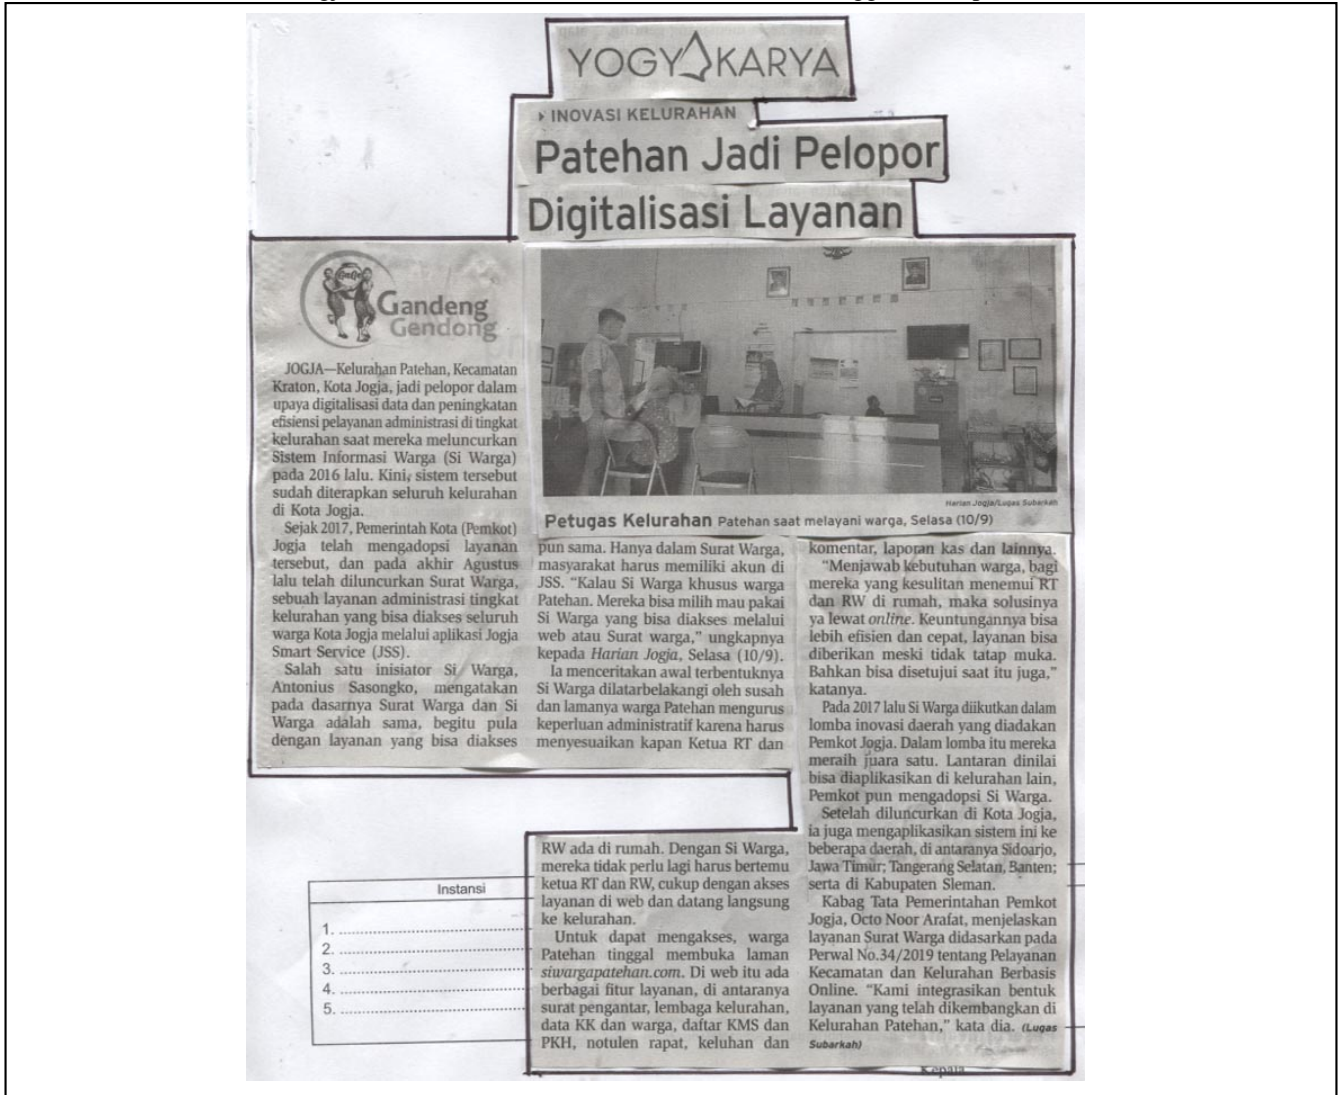 YOGYAKARYA
INOVASI KELURAHAN
Patehan Jadi Pelopor
Digitalisasi Layanan
Gandeng
Gendong
JOGJA—Kelurahan Patehan, Kecamatan
Kraton, Kota Jogja, jadi pelopor dalam
upaya digitalisasi data dan peningkatan
efisiensi pelayanan administrasi di tingkat
kelurahan saat mereka meluncurkan
Sistem Informasi Warga (Si Warga)
pada 2016 lalu. Kini, sistem tersebut
sudah diterapkan seluruh kelurahan
di Kota Jogja.
Sejak 2017, Pemerintah Kota (Pemkot)
Jogja telah mengadopsi layanan
tersebut, dan pada akhir Agustus
lalu telah diluncurkan Surat Warga,
sebuah layanan administrasi tingkat
kelurahan yang bisa diakses seluruh
warga Kota Jogja melalui aplikasi Jogja
Smart Service (JSS).
Salah satu inisiator Si Warga,
Antonius Sasongko, mengatakan
pada dasarnya Surat Warga dan Si
Warga adalah sama, begitu pula
dengan layanan yang bisa diakses
Harian Jogja/Lugas Subarkah
Petugas Kelurahan Patehan saat melayani warga, Selasa (10/9)
pun sama. Hanya dalam Surat Warga,
masyarakat harus memiliki akun di
JSS. “Kalau Si Warga khusus warga
Patehan. Mereka bisa milih mau pakai
Si Warga yang bisa diakses melalui
web atau Surat warga,” ungkapnya
kepada Harian Jogja, Selasa (10/9).
Ia menceritakan awal terbentuknya
Si Warga dilatarbelakangi oleh susah
dan lamanya warga Patehan mengurus
keperluan administratif karena harus
menyesuaikan kapan Ketua RT dan
RW ada di rumah. Dengan Si Warga,
mereka tidak perlu lagi harus bertemu
ketua RT dan RW, cukup dengan akses
layanan di web dan datang langsung
ke kelurahan.
Untuk dapat mengakses, warga
Patehan tinggal membuka laman
siwargapatehan.com. Di web itu ada
berbagai fitur layanan, di antaranya
surat pengantar, lembaga kelurahan,
data KK dan warga, daftar KMS dan
PKH, notulen rapat, keluhan dan
komentar, laporan kas dan lainnya.
“Menjawab kebutuhan warga, bagi
mereka yang kesulitan menemui RT
dan RW di rumah, maka solusinya
ya lewat online. Keuntungannya bisa
lebih efisien dan cepat, layanan bisa
diberikan meski tidak tatap muka.
Bahkan bisa disetujui saat itu juga,”
katanya.
Pada 2017 lalu Si Warga diikutkan dalam
lomba inovasi daerah yang diadakan
Pemkot Jogja. Dalam lomba itu mereka
meraih juara satu. Lantaran dinilai
bisa diaplikasikan di kelurahan lain,
Pemkot pun mengadopsi Si Warga.
Setelah diluncurkan di Kota Jogja,
ia juga mengaplikasikan sistem ini ke
beberapa daerah, di antaranya Sidoarjo,
Jawa Timur; Tangerang Selatan, Banten;
serta di Kabupaten Sleman.
Kabag Tata Pemerintahan Pemkot
Jogja, Octo Noor Arafat, menjelaskan
layanan Surat Warga didasarkan pada
Perwal No.34/2019 tentang Pelayanan
Kecamatan dan Kelurahan Berbasis
Online. “Kami integrasikan bentuk
layanan yang telah dikembangkan di
Kelurahan Patehan,” kata dia. (Lugas
Subarkah)
Instansi
1.
2.
3.
4.
5.
Kepala